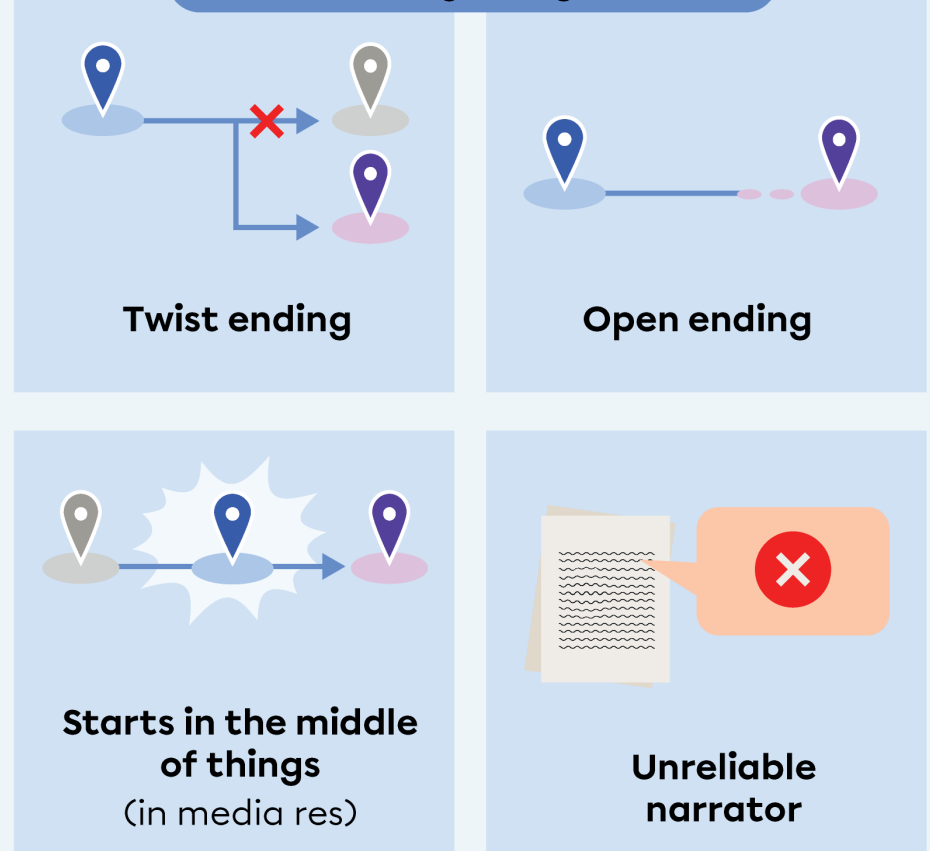 Twist ending
Open ending
Starts in the middle
of things
(in media res)
Unreliable
narrator